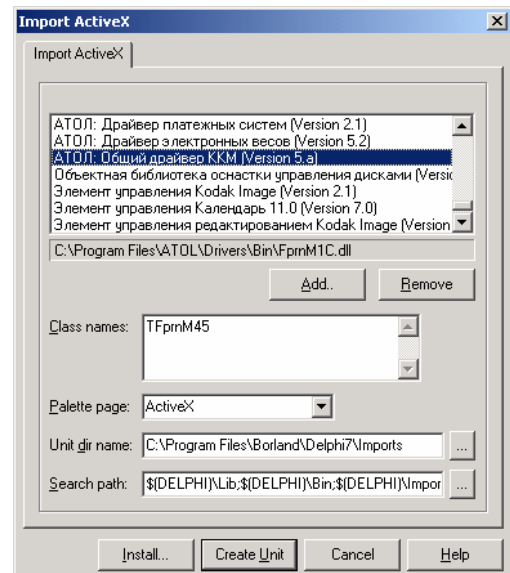 Import ActiveX
Import ActiveX
АТОЛ: Драйвер платежных систем (Version 2.1)
АТОЛ: Драйвер электронных весов (Version 5.2)
АТОЛ: Общий драйвер ККМ (Version 5.a)
Объектная библиотека оснастки управления дисками (Versic
Элемент управления Kodak Image (Version 2.1)
Элемент управления Календарь 11.0 (Version 7.0)
Элемент управления редактированием Kodak Image (Version
C:\Program Files\ATOL\Drivers\Bin\FprnM1C.dll
Add.. Remove
Class names: TFprnM45
Palette page: ActiveX
Unit dir name: C:\Program Files\Borland\Delphi7\Imports ...
Search path: $(DELPHI)\Lib;$(DELPHI)\Bin;$(DELPHI)\Impor ...
Install... Create Unit Cancel Help